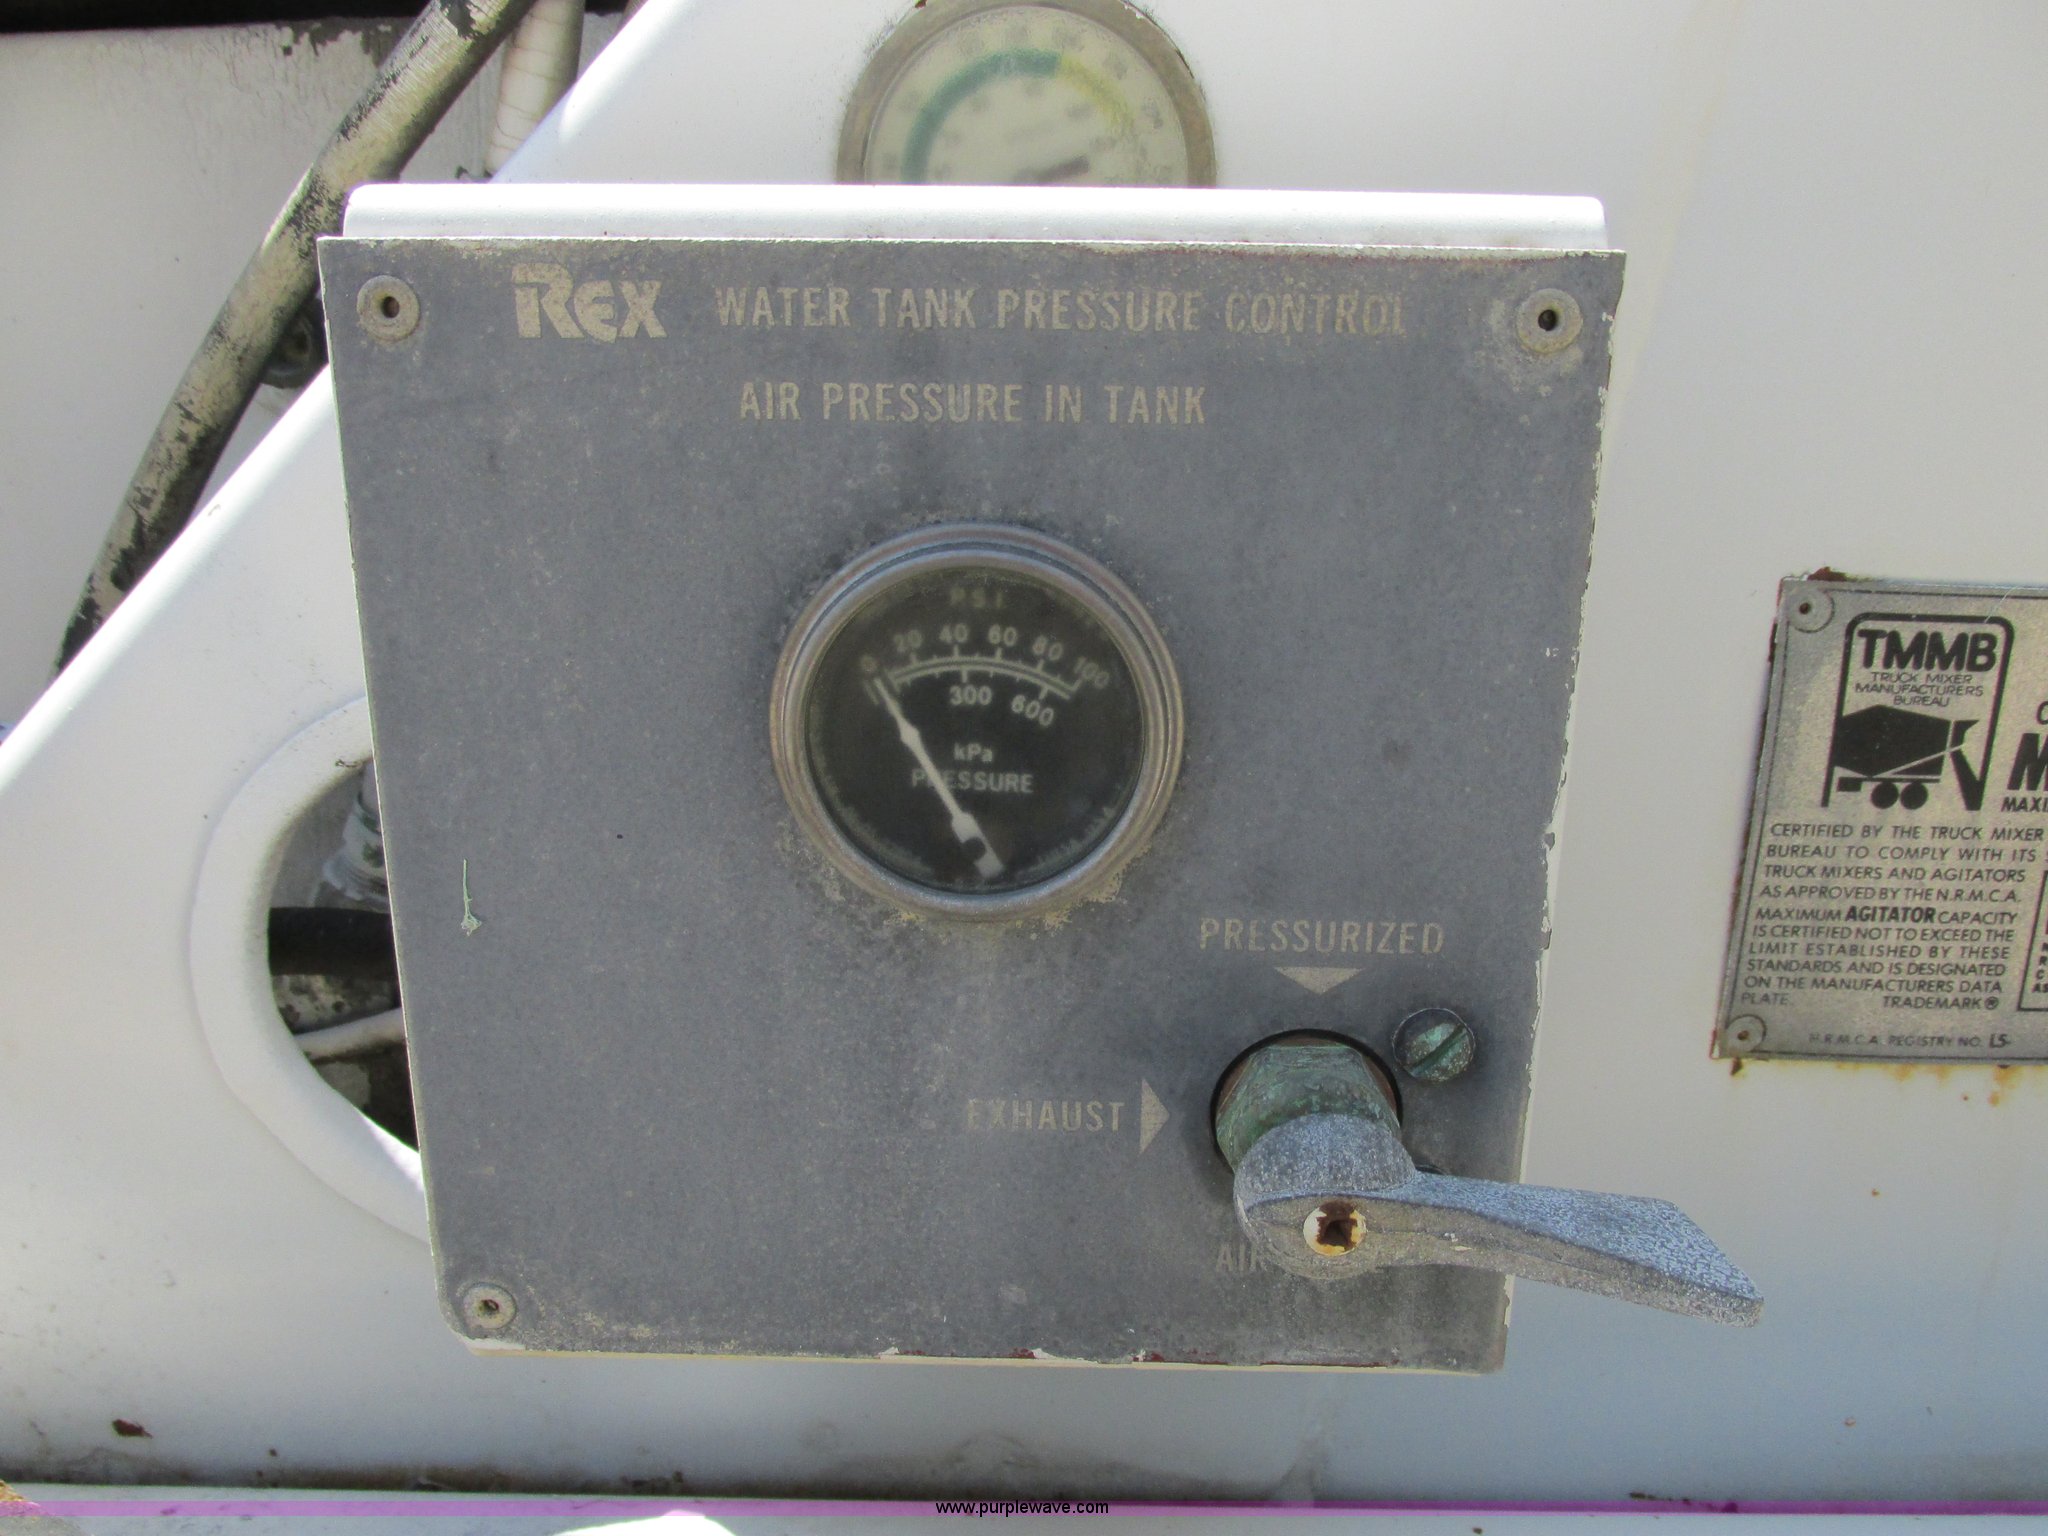 REX WATER TANK PRESSURE CONTROL
AIR PRESSURE IN TANK
P.S.I.
0 20 40 60 80 100
300 600
kPa
PRESSURE
PRESSURIZED
EXHAUST
AIR
TMMB
TRUCK MIXER
MANUFACTURERS
BUREAU
CERTIFIED BY THE TRUCK MIXER
BUREAU TO COMPLY WITH ITS
TRUCK MIXERS AND AGITATORS
AS APPROVED BY THE N.R.M.C.A.
MAXIMUM AGITATOR CAPACITY
IS CERTIFIED NOT TO EXCEED THE
LIMIT ESTABLISHED BY THESE
STANDARDS AND IS DESIGNATED
ON THE MANUFACTURERS DATA
PLATE. TRADEMARK®
N.R.M.C.A. REGISTRY NO. LS-
www.purplewave.com